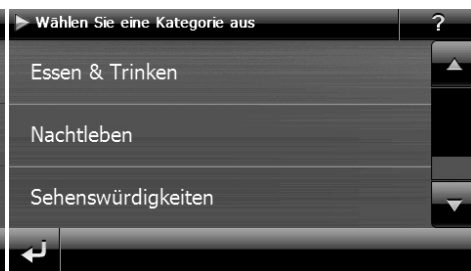 Wählen Sie eine Kategorie aus
?
Essen & Trinken
Nachtleben
Sehenswürdigkeiten